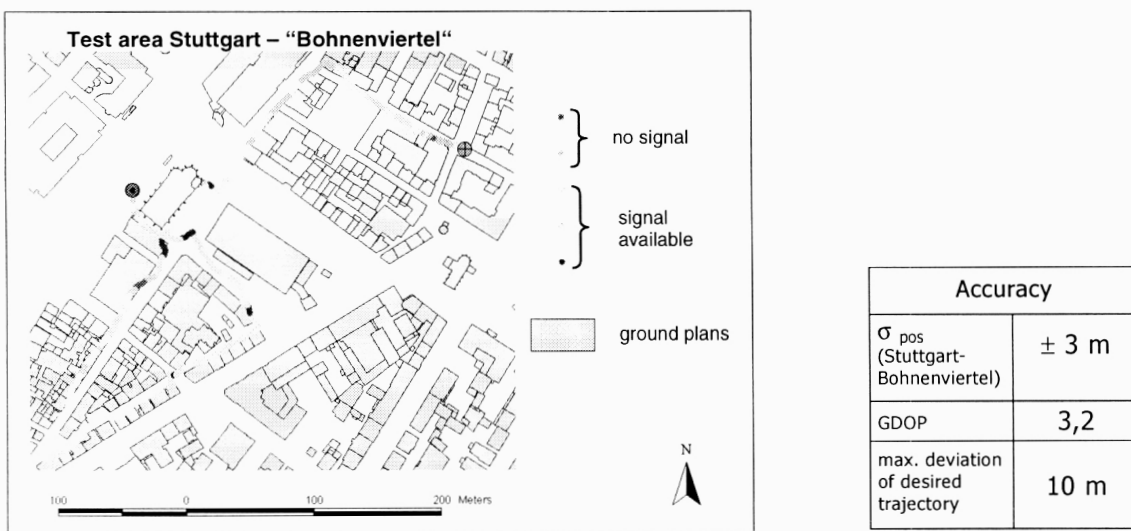 Test area Stuttgart – “Bohnenviertel“
no signal
signal
available
ground plans
N
100 0 100 200 Meters
Accuracy
σ pos
(Stuttgart-
Bohnenviertel)
± 3 m
GDOP
3,2
max. deviation
of desired
trajectory
10 m